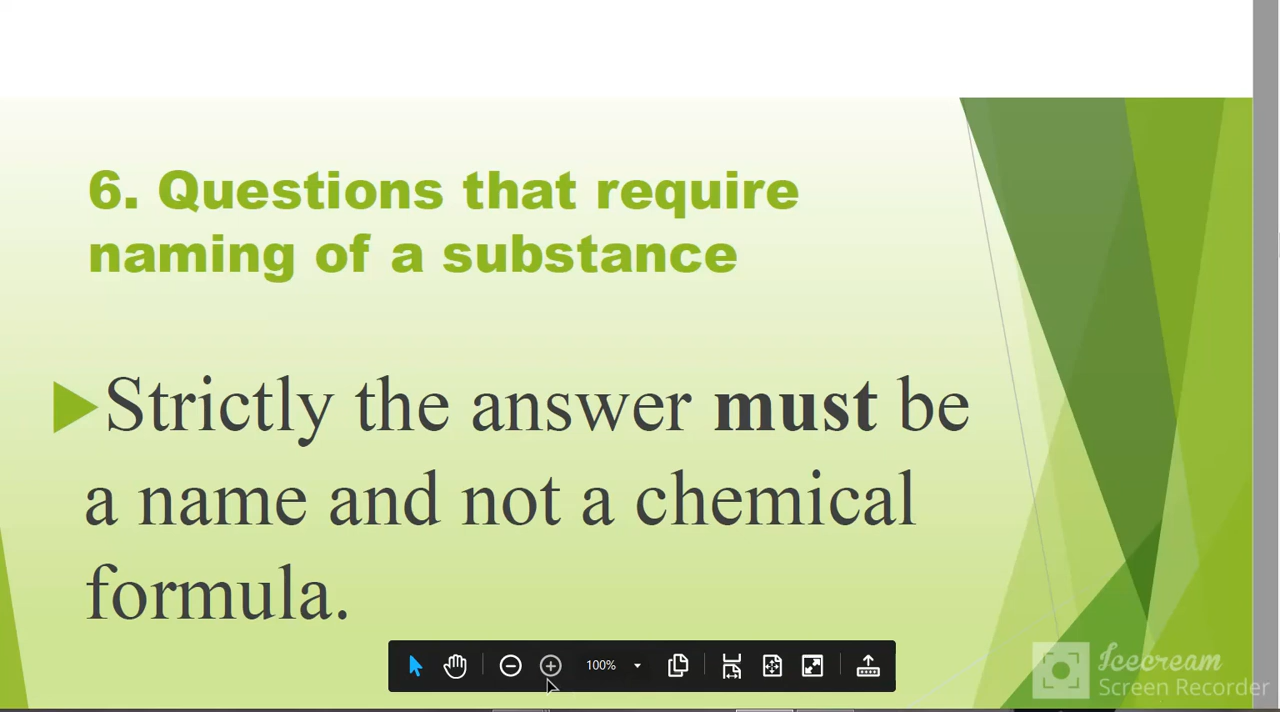 6. Questions that require
naming of a substance
Strictly the answer must be
a name and not a chemical
formula.
100%
Icecream
Screen Recorder